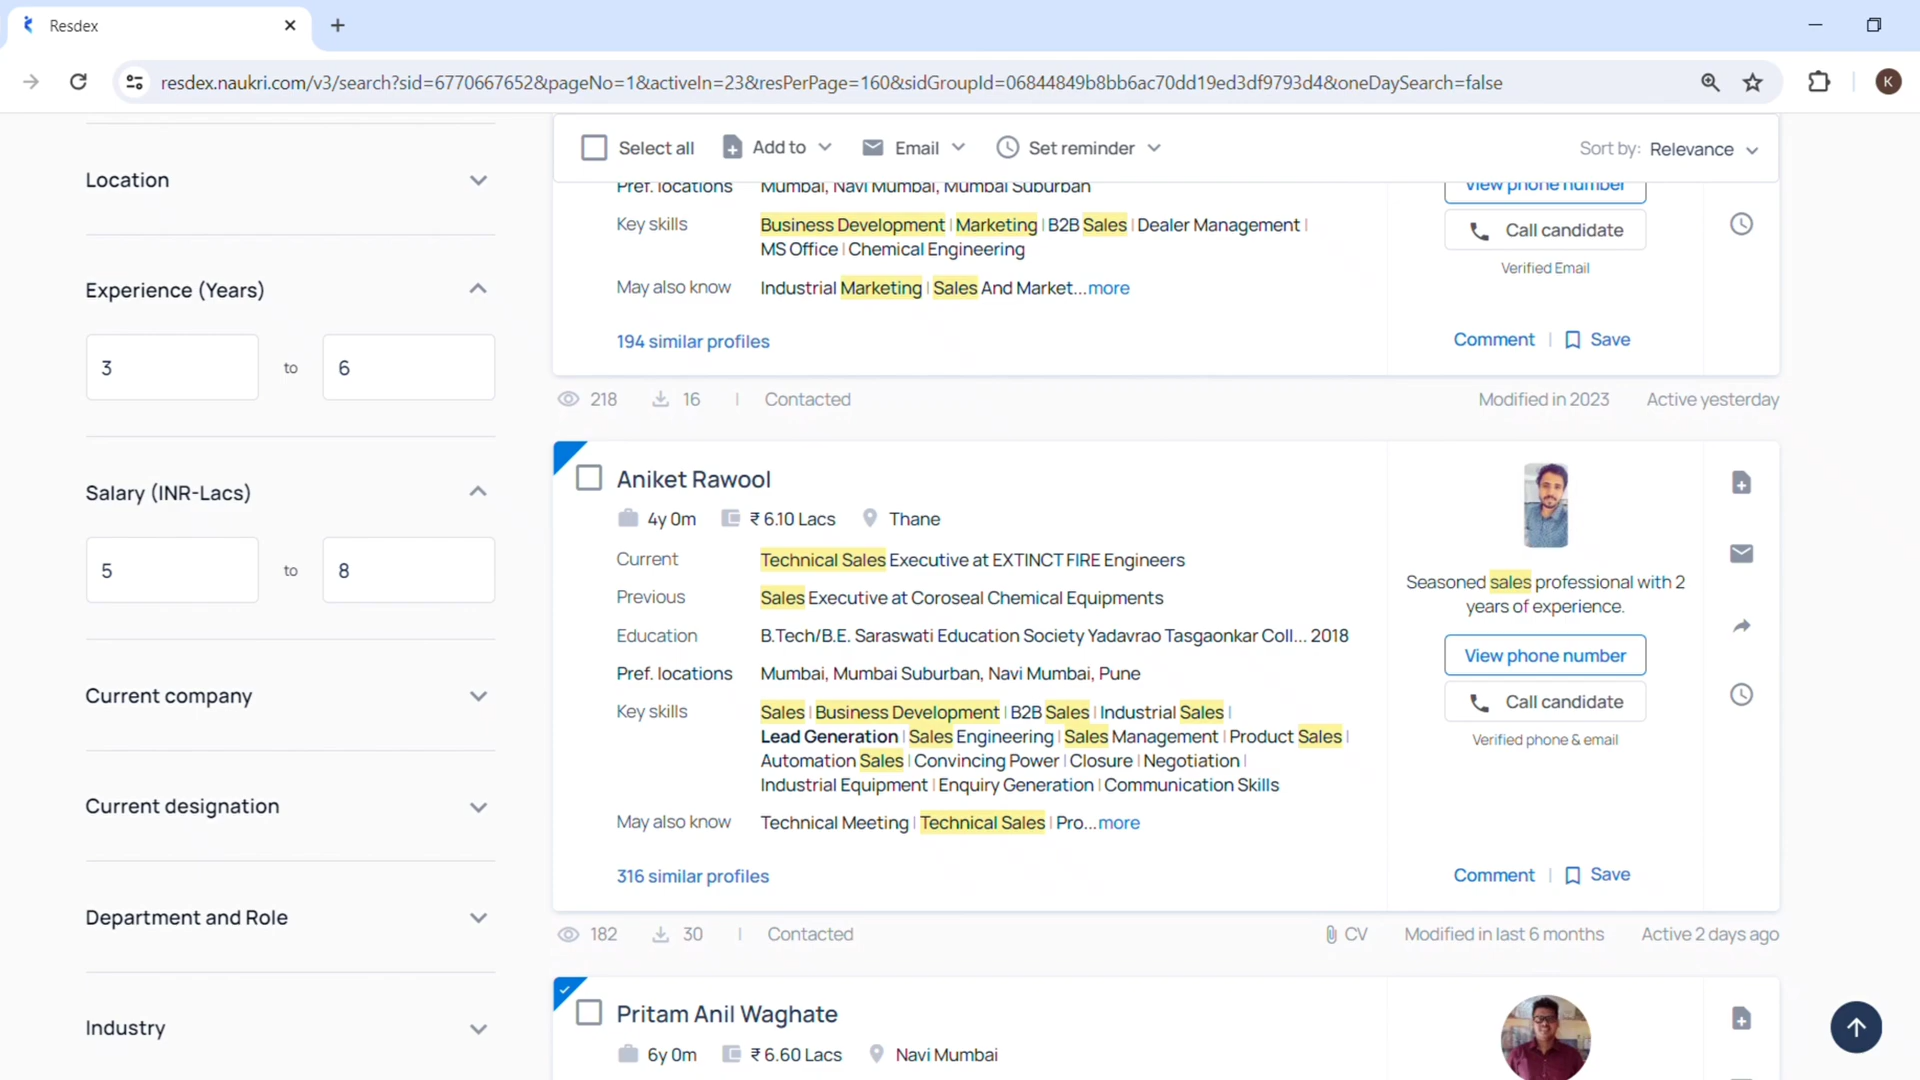 Resdex
resdex.naukri.com/v3/search?sid=6770667652&pageNo=1&activeIn=23&resPerPage=160&sidGroupId=06844849b8bb6ac70dd19ed3df9793d4&oneDaySearch=false
K
Select all
Add to
Email
Set reminder
Sort by: Relevance
Location
Experience (Years)
3 to 6
Salary (INR-Lacs)
5 to 8
Current company
Current designation
Department and Role
Industry
Pref. locations Mumbai, Navi Mumbai, Mumbai Suburban
Key skills Business Development | Marketing | B2B Sales | Dealer Management |
MS Office | Chemical Engineering
May also know Industrial Marketing | Sales And Market...more
194 similar profiles
View phone number
Call candidate
Verified Email
Comment | Save
218 16 | Contacted
Modified in 2023 Active yesterday
Aniket Rawool
4y 0m ₹ 6.10 Lacs Thane
Current Technical Sales Executive at EXTINCT FIRE Engineers
Previous Sales Executive at Coroseal Chemical Equipments
Education B.Tech/B.E. Saraswati Education Society Yadavrao Tasgaonkar Coll... 2018
Pref. locations Mumbai, Mumbai Suburban, Navi Mumbai, Pune
Key skills Sales | Business Development | B2B Sales | Industrial Sales |
Lead Generation | Sales Engineering | Sales Management | Product Sales |
Automation Sales | Convincing Power | Closure | Negotiation |
Industrial Equipment | Enquiry Generation | Communication Skills
May also know Technical Meeting | Technical Sales | Pro...more
316 similar profiles
Seasoned sales professional with 2
years of experience.
View phone number
Call candidate
Verified phone & email
Comment | Save
182 30 | Contacted
CV Modified in last 6 months Active 2 days ago
Pritam Anil Waghate
6y 0m ₹ 6.60 Lacs Navi Mumbai